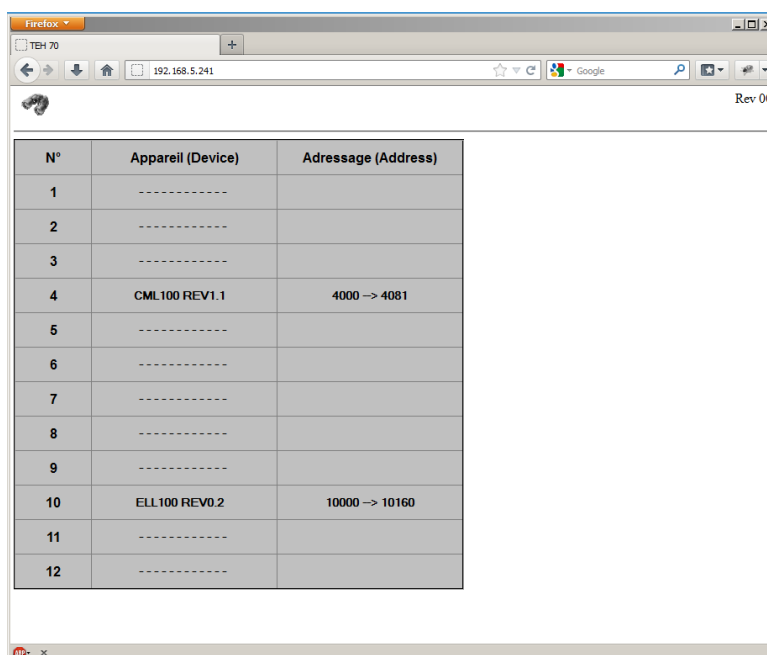 Firefox
TEH 70
192.168.5.241
Google
Rev
N° Appareil (Device) Adressage (Address)
1 ------------
2 ------------
3 ------------
4 CML100 REV1.1 4000 --> 4081
5 ------------
6 ------------
7 ------------
8 ------------
9 ------------
10 ELL100 REV0.2 10000 --> 10160
11 ------------
12 ------------